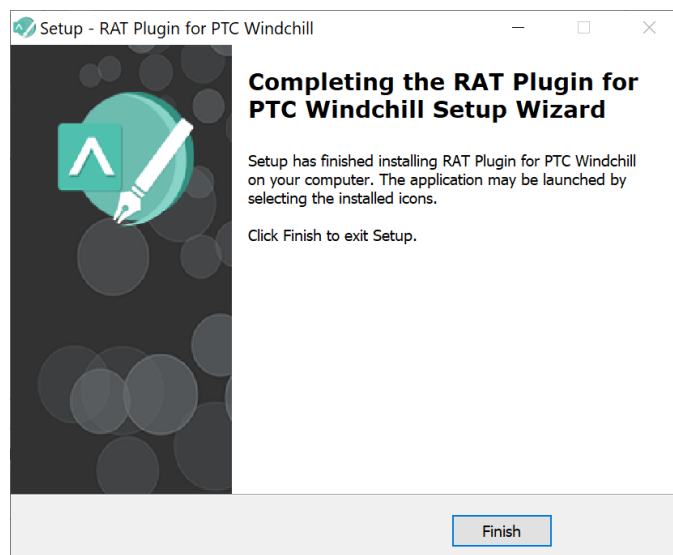 Setup - RAT Plugin for PTC Windchill
Completing the RAT Plugin for
PTC Windchill Setup Wizard
Setup has finished installing RAT Plugin for PTC Windchill
on your computer. The application may be launched by
selecting the installed icons.
Click Finish to exit Setup.
Finish